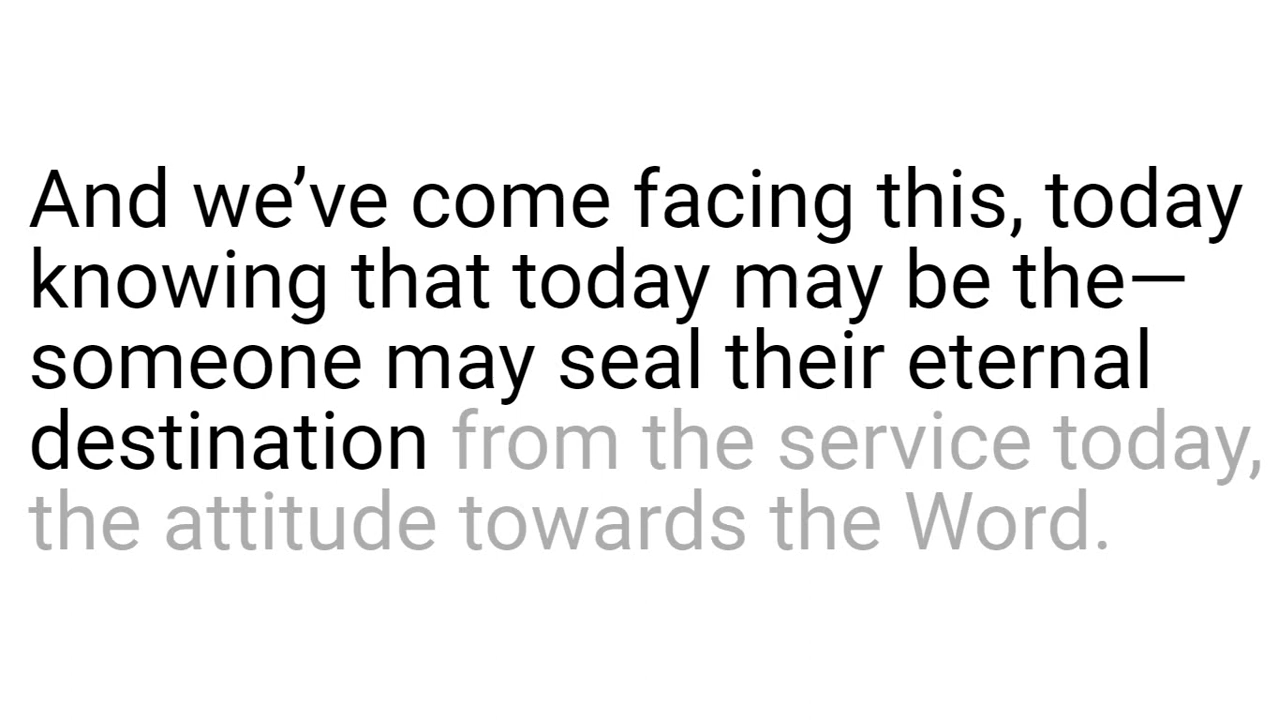 And we’ve come facing this, today
knowing that today may be the—
someone may seal their eternal
destination from the service today,
the attitude towards the Word.